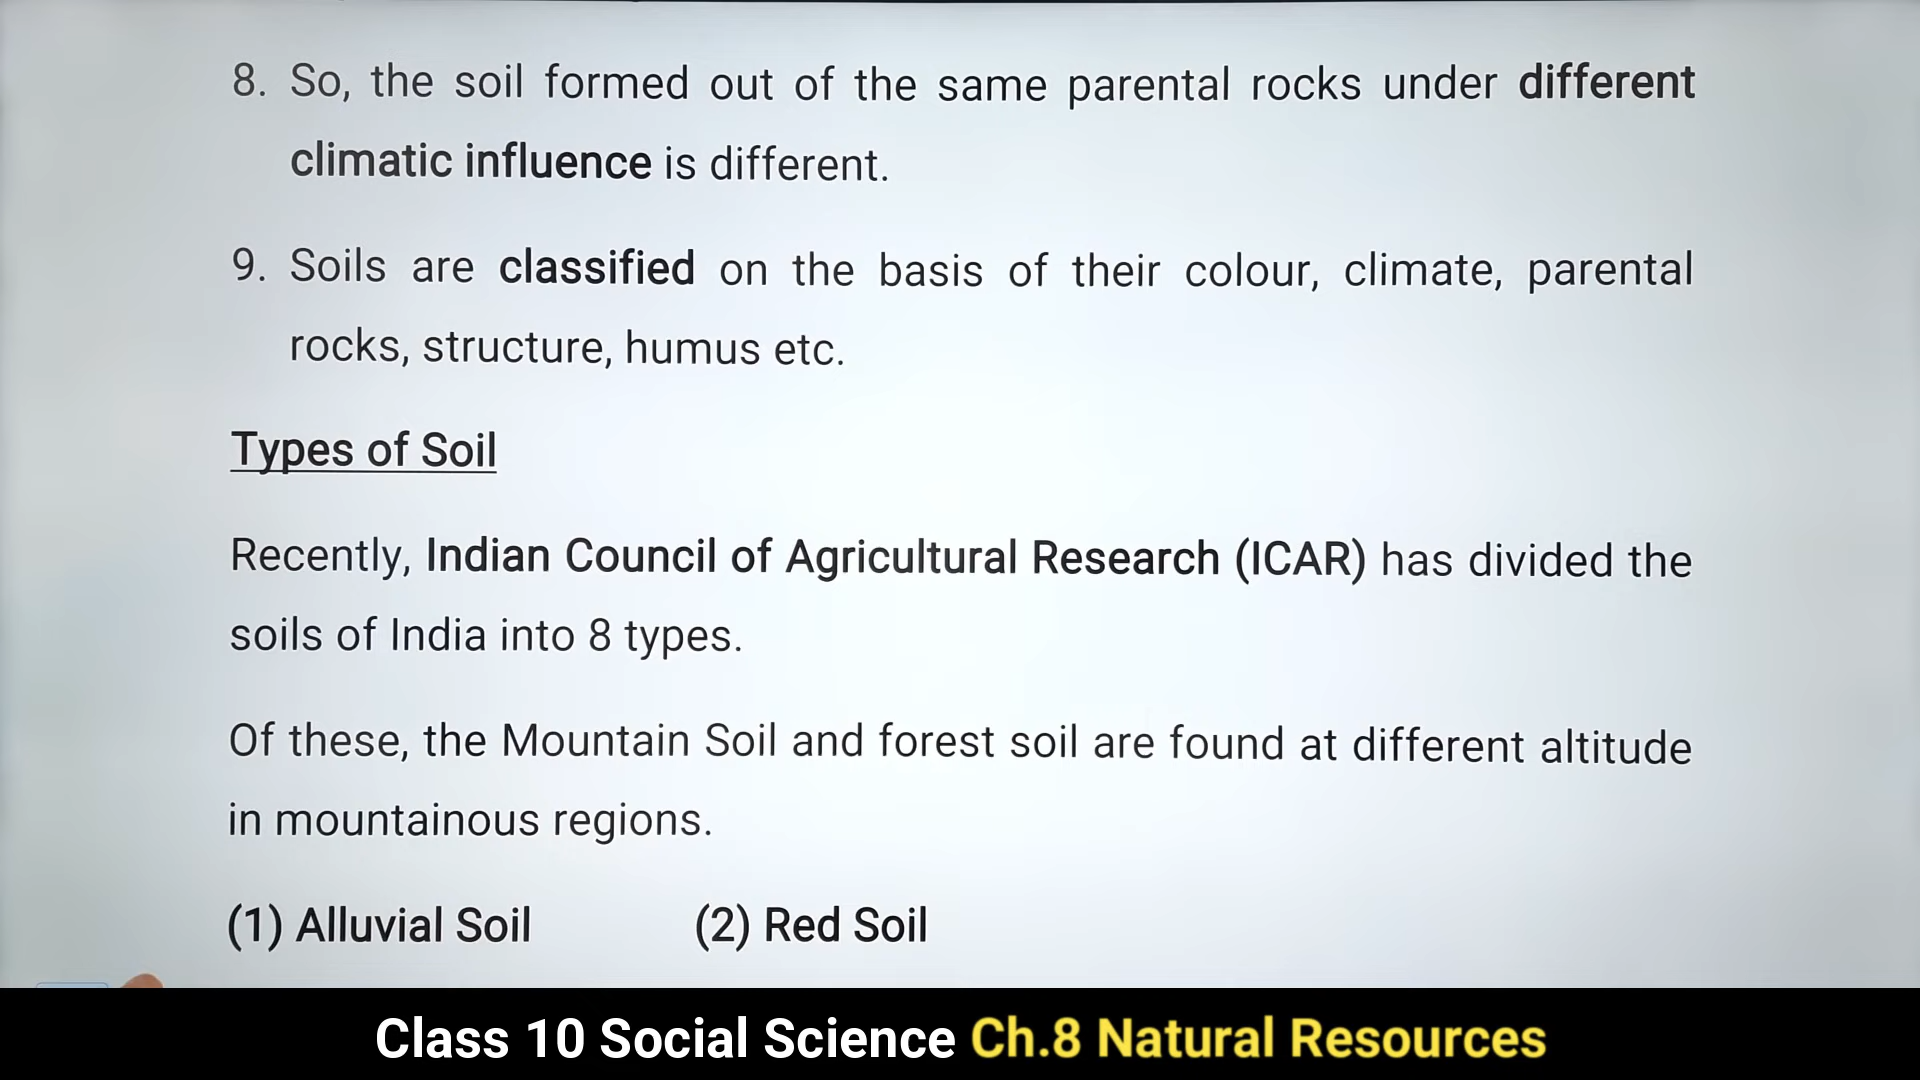 8. So, the soil formed out of the same parental rocks under different
climatic influence is different.
9. Soils are classified on the basis of their colour, climate, parental
rocks, structure, humus etc.
Types of Soil
Recently, Indian Council of Agricultural Research (ICAR) has divided the
soils of India into 8 types.
Of these, the Mountain Soil and forest soil are found at different altitude
in mountainous regions.
(1) Alluvial Soil (2) Red Soil
Class 10 Social Science Ch.8 Natural Resources